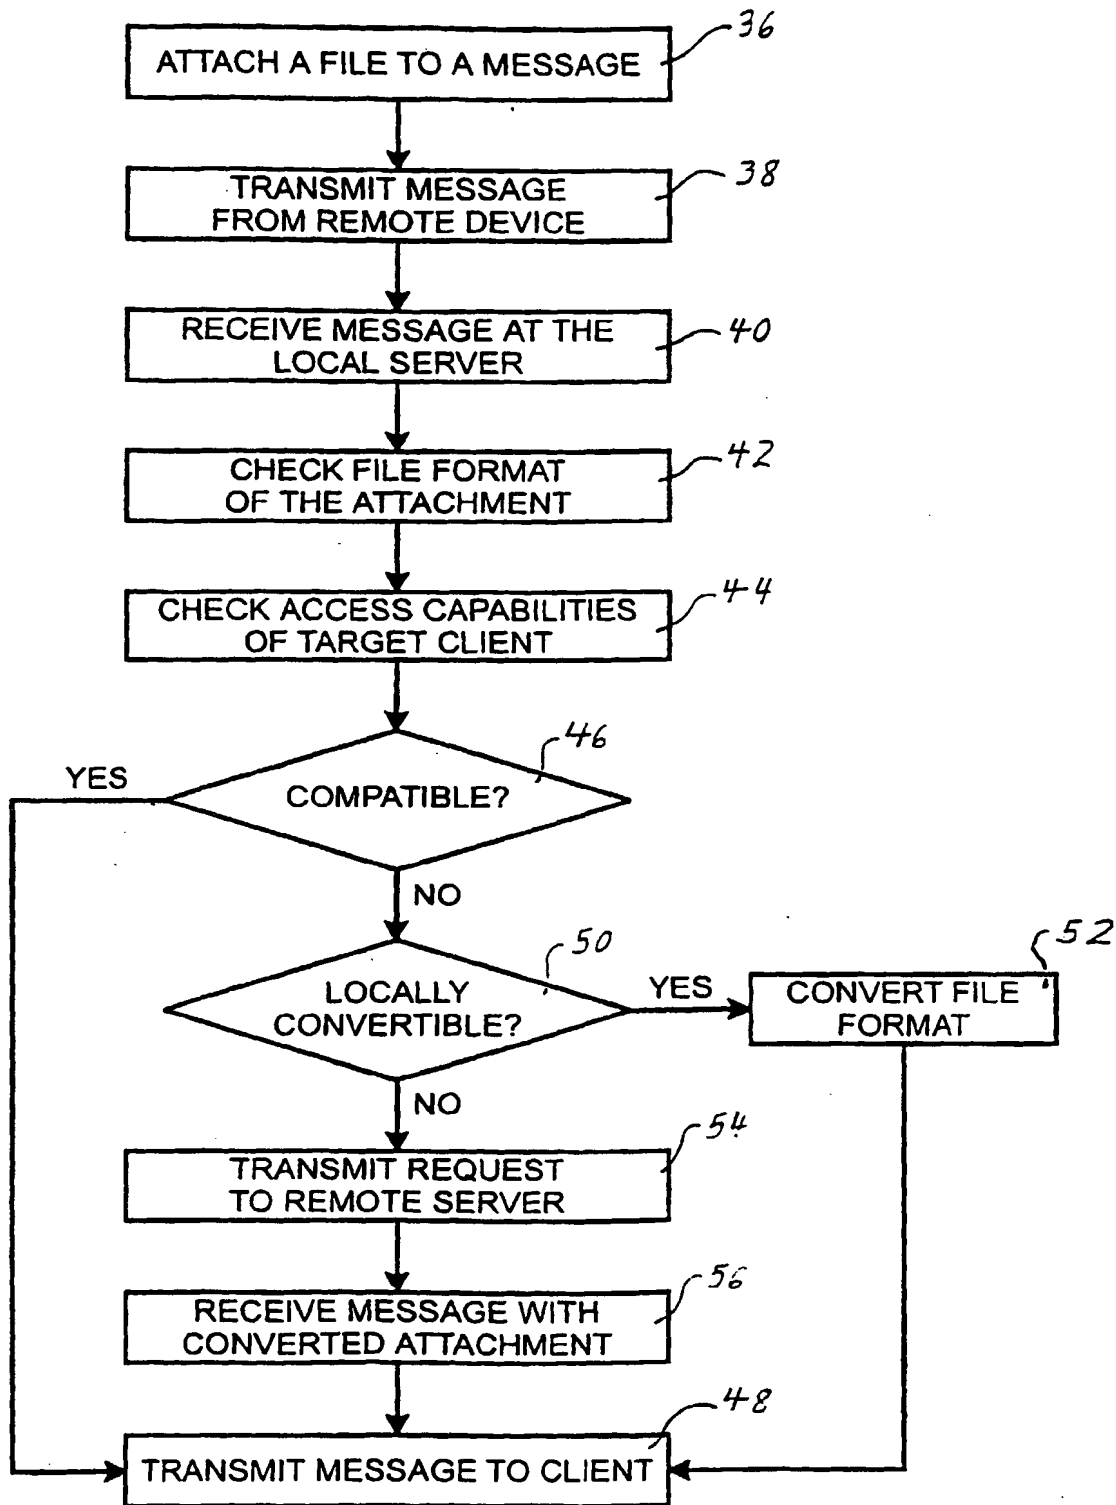 36
ATTACH A FILE TO A MESSAGE
38
TRANSMIT MESSAGE
FROM REMOTE DEVICE
40
RECEIVE MESSAGE AT THE
LOCAL SERVER
42
CHECK FILE FORMAT
OF THE ATTACHMENT
44
CHECK ACCESS CAPABILITIES
OF TARGET CLIENT
46
YES
COMPATIBLE?
NO
50
LOCALLY
CONVERTIBLE?
YES
52
CONVERT FILE
FORMAT
NO
54
TRANSMIT REQUEST
TO REMOTE SERVER
56
RECEIVE MESSAGE WITH
CONVERTED ATTACHMENT
48
TRANSMIT MESSAGE TO CLIENT